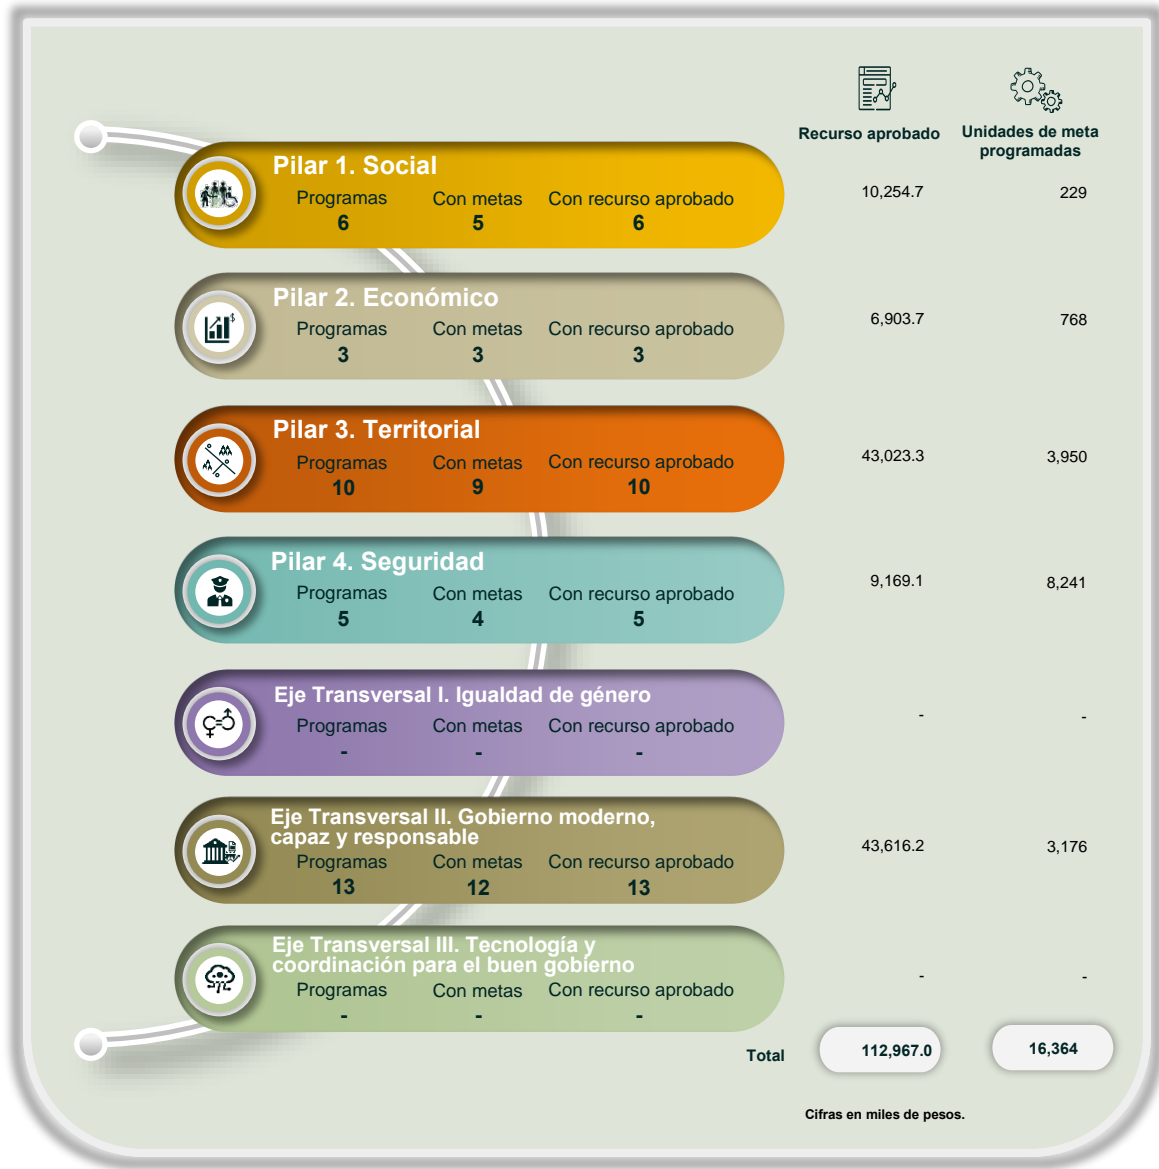 Recurso aprobado
Unidades de meta
programadas
Pilar 1. Social
Programas Con metas Con recurso aprobado
6 5 6
10,254.7 229
Pilar 2. Económico
Programas Con metas Con recurso aprobado
3 3 3
6,903.7 768
Pilar 3. Territorial
Programas Con metas Con recurso aprobado
10 9 10
43,023.3 3,950
Pilar 4. Seguridad
Programas Con metas Con recurso aprobado
5 4 5
9,169.1 8,241
Eje Transversal I. Igualdad de género
Programas Con metas Con recurso aprobado
- - -
- -
Eje Transversal II. Gobierno moderno,
capaz y responsable
Programas Con metas Con recurso aprobado
13 12 13
43,616.2 3,176
Eje Transversal III. Tecnología y
coordinación para el buen gobierno
Programas Con metas Con recurso aprobado
- - -
- -
Total 112,967.0 16,364
Cifras en miles de pesos.